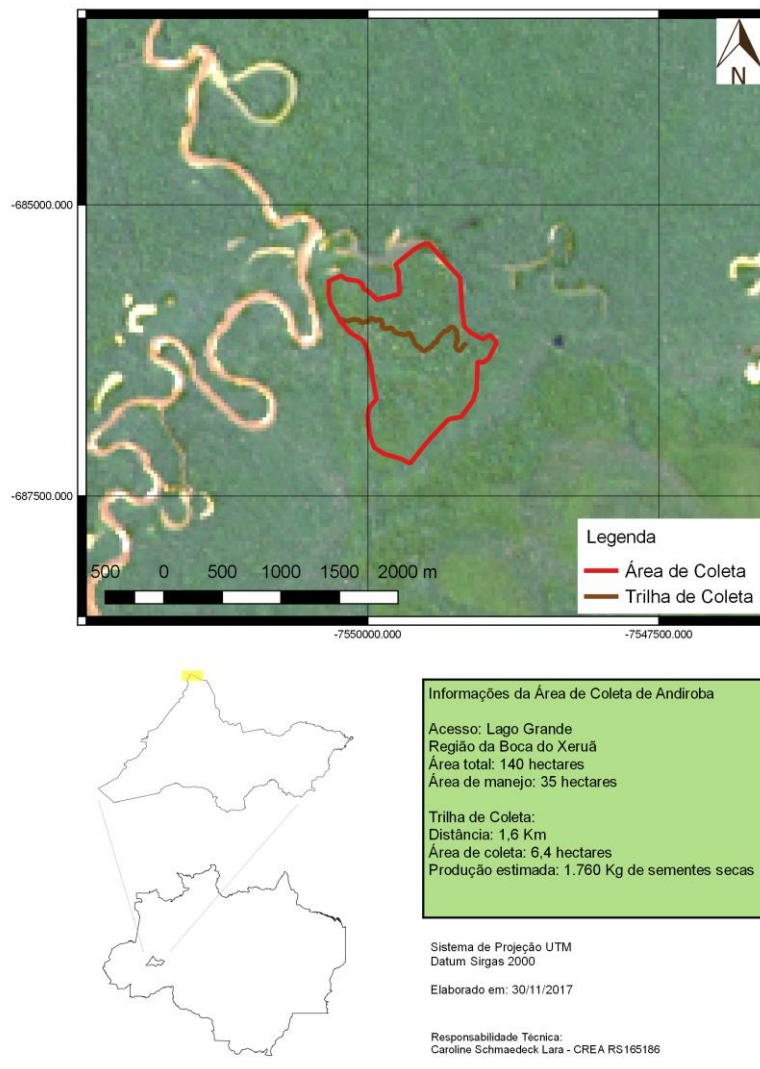 N
-685000.000
-687500.000
Legenda
Área de Coleta
Trilha de Coleta
500 0 500 1000 1500 2000 m
-7550000.000 -7547500.000
Informações da Área de Coleta de Andiroba
Acesso: Lago Grande
Região da Boca do Xeruã
Área total: 140 hectares
Área de manejo: 35 hectares
Trilha de Coleta:
Distância: 1,6 Km
Área de coleta: 6,4 hectares
Produção estimada: 1.760 Kg de sementes secas
Sistema de Projeção UTM
Datum Sirgas 2000
Elaborado em: 30/11/2017
Responsabilidade Técnica:
Caroline Schmaedeck Lara - CREA RS165186